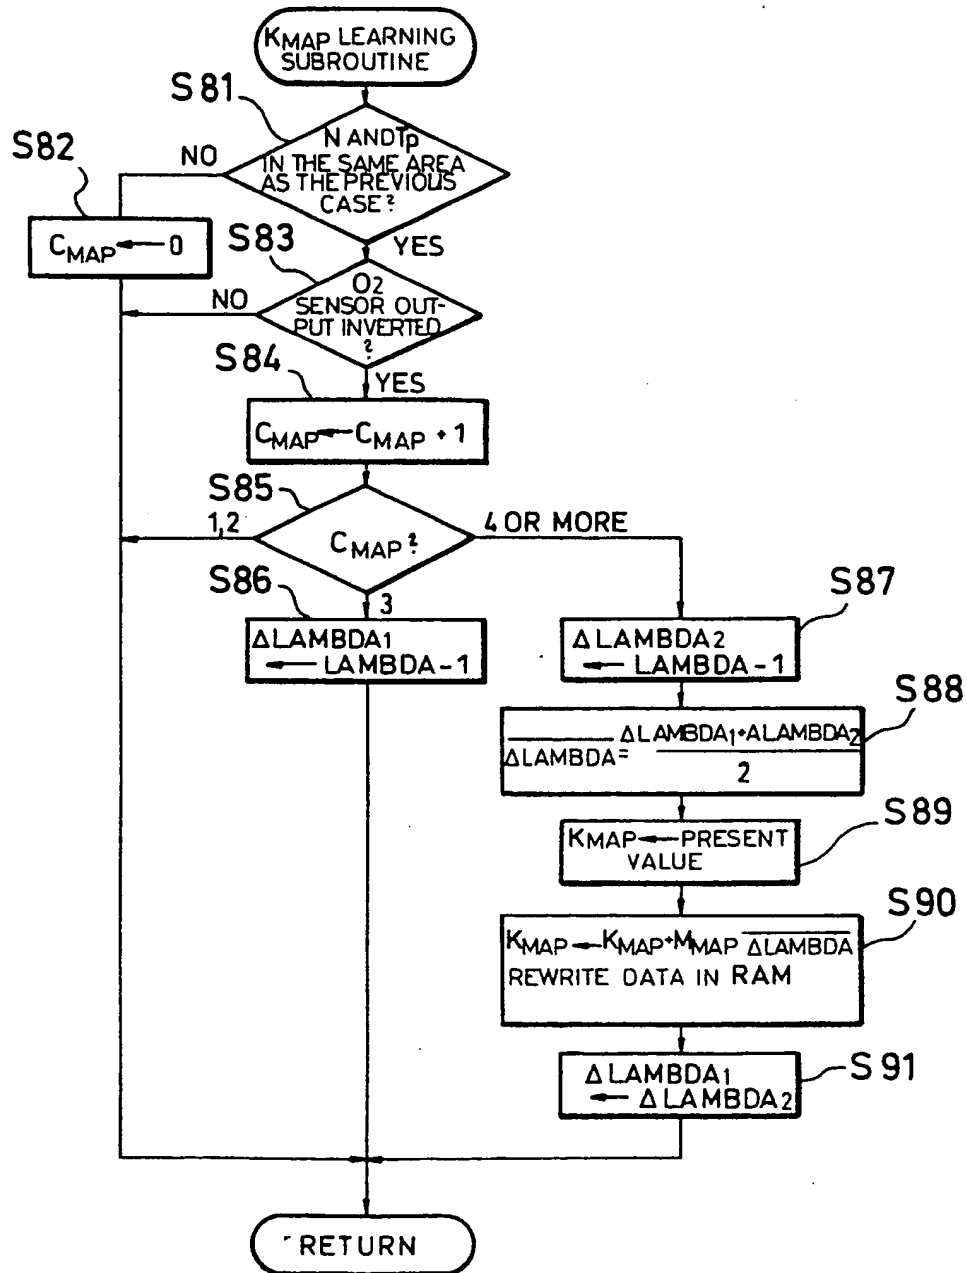 KMAP LEARNING
SUBROUTINE
S81
N AND Tp
IN THE SAME AREA
AS THE PREVIOUS
CASE?
NO
YES
S82
CMAP ← 0
S83
O2
SENSOR OUT-
PUT INVERTED
?
NO
YES
S84
CMAP ← CMAP + 1
S85
CMAP?
1,2
3
4 OR MORE
S86
ΔLAMBDA1
← LAMBDA-1
S87
ΔLAMBDA2
← LAMBDA-1
S88
ΔLAMBDA = ΔLAMBDA1+ALAMBDA2
2
S89
KMAP ← PRESENT
VALUE
S90
KMAP ← KMAP+MMAP ΔLAMBDA
REWRITE DATA IN RAM
S91
ΔLAMBDA1
← ΔLAMBDA2
RETURN